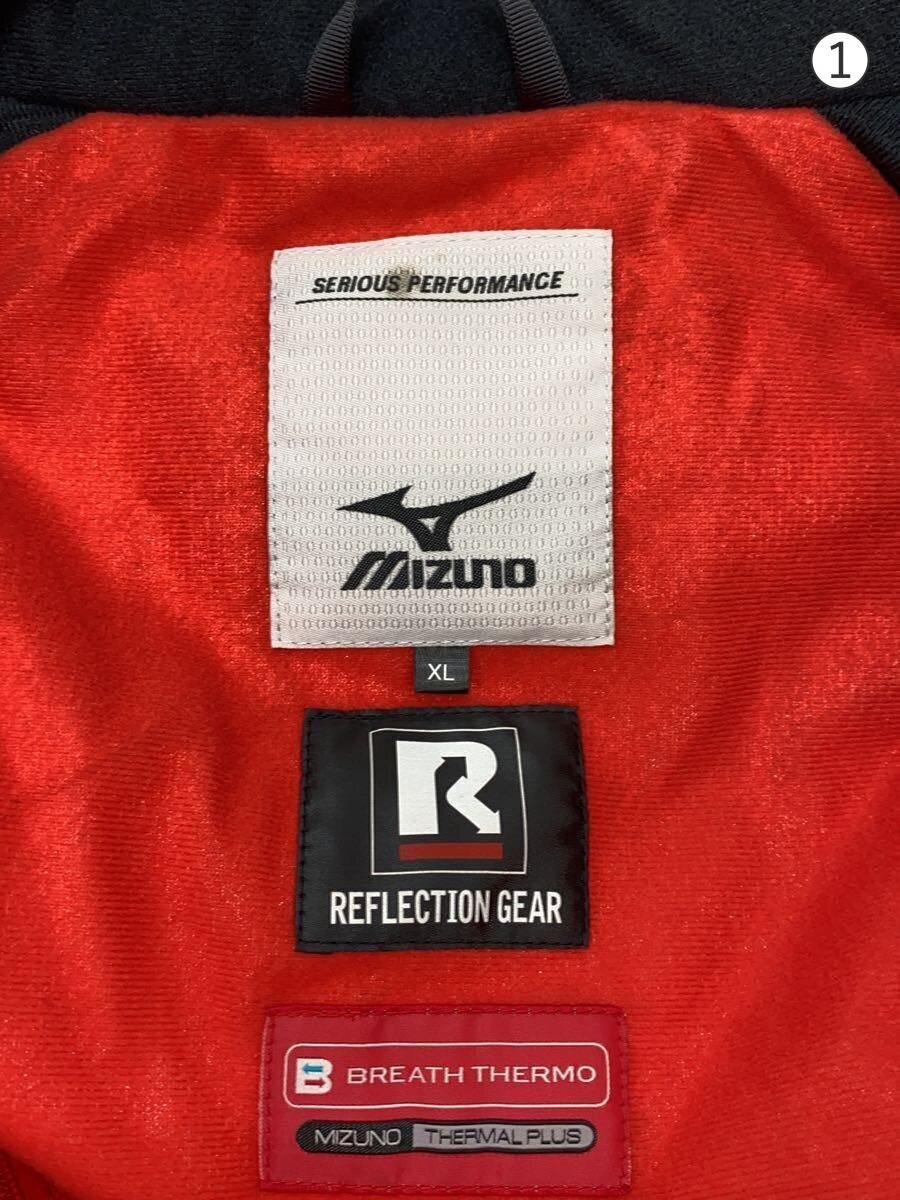 1
SERIOUS PERFORMANCE
MIZUNO
XL
R
REFLECTION GEAR
B BREATH THERMO
MIZUNO THERMAL PLUS